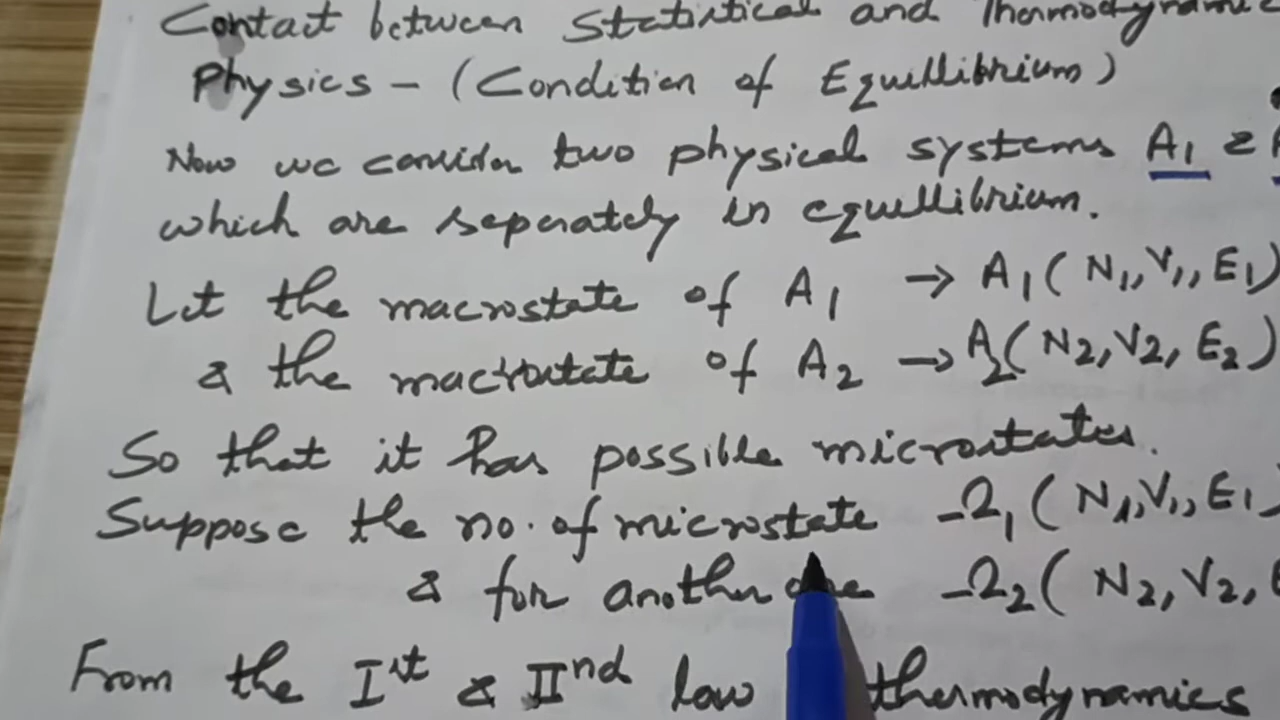 Contact between Statistical and Thermodynamic
Physics - (Condition of Equillibrium)
Now we consider two physical systems A1 &
which are seperately in equillibrium.
Let the macrostate of A1 → A1 (N1, V1, E1)
& the macrostate of A2 → A2 (N2, V2, E2)
So that it has possible microstates.
Suppose the no. of microstate Ω1 (N1, V1, E1
& for another one Ω2 (N2, V2,
From the Ist & IInd law thermodynamics